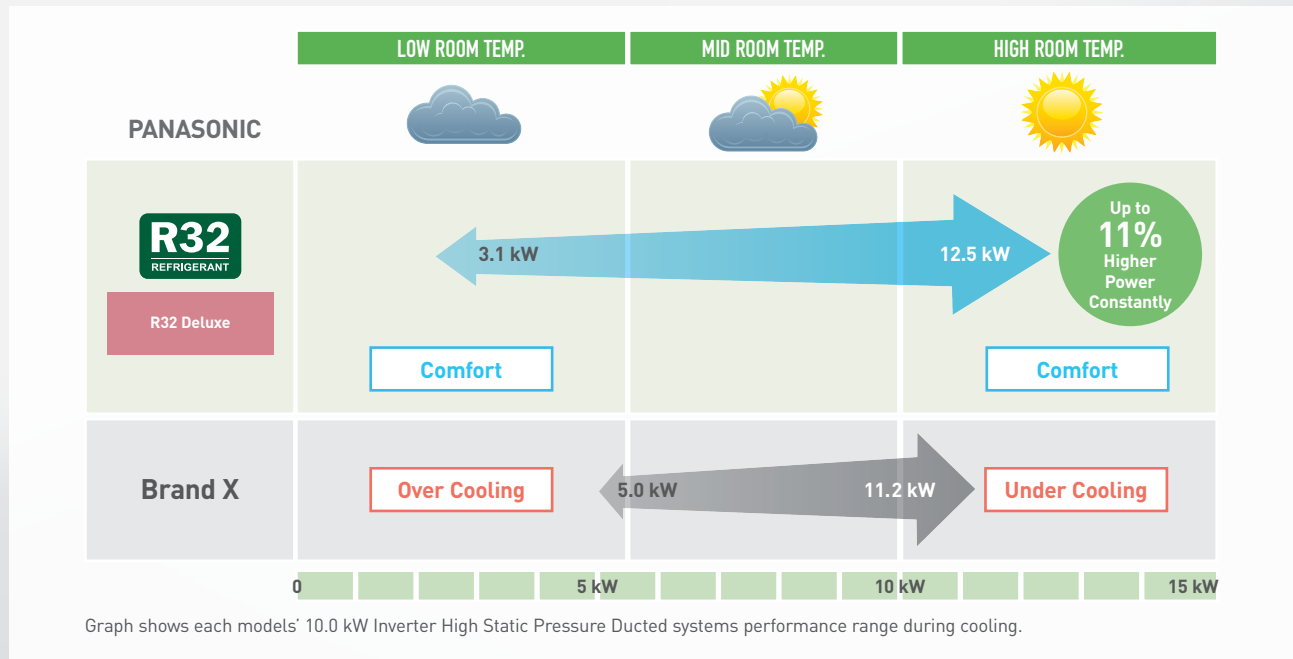 LOW ROOM TEMP.
MID ROOM TEMP.
HIGH ROOM TEMP.
PANASONIC
R32
REFRIGERANT
R32 Deluxe
3.1 kW
12.5 kW
Up to
11%
Higher
Power
Constantly
Comfort
Comfort
Brand X
Over Cooling
5.0 kW
11.2 kW
Under Cooling
0
5 kW
10 kW
15 kW
Graph shows each models’ 10.0 kW Inverter High Static Pressure Ducted systems performance range during cooling.